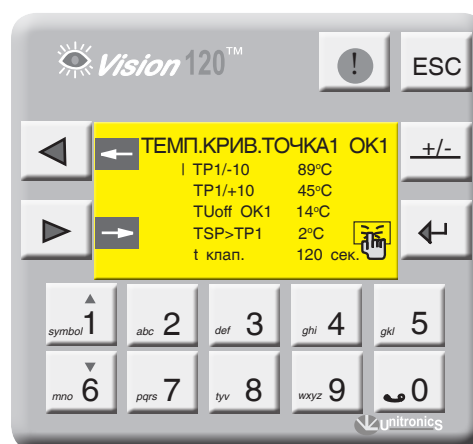 Vision 120™
!
ESC
ТЕМП.КРИВ.ТОЧКА1 ОК1
+/-
| TP1/-10 89°C
TP1/+10 45°C
TUoff OK1 14°C
TSP>TP1 2°C
t клап. 120 сек.
symbol 1
abc 2
def 3
ghi 4
gkl 5
mno 6
pqrs 7
tyv 8
wxyz 9
0
unitronics